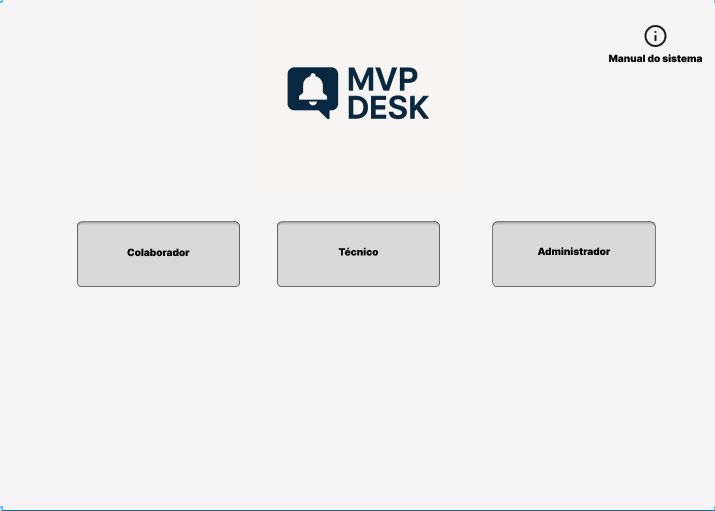 Manual do sistema
MVP
DESK
Colaborador
Técnico
Administrador